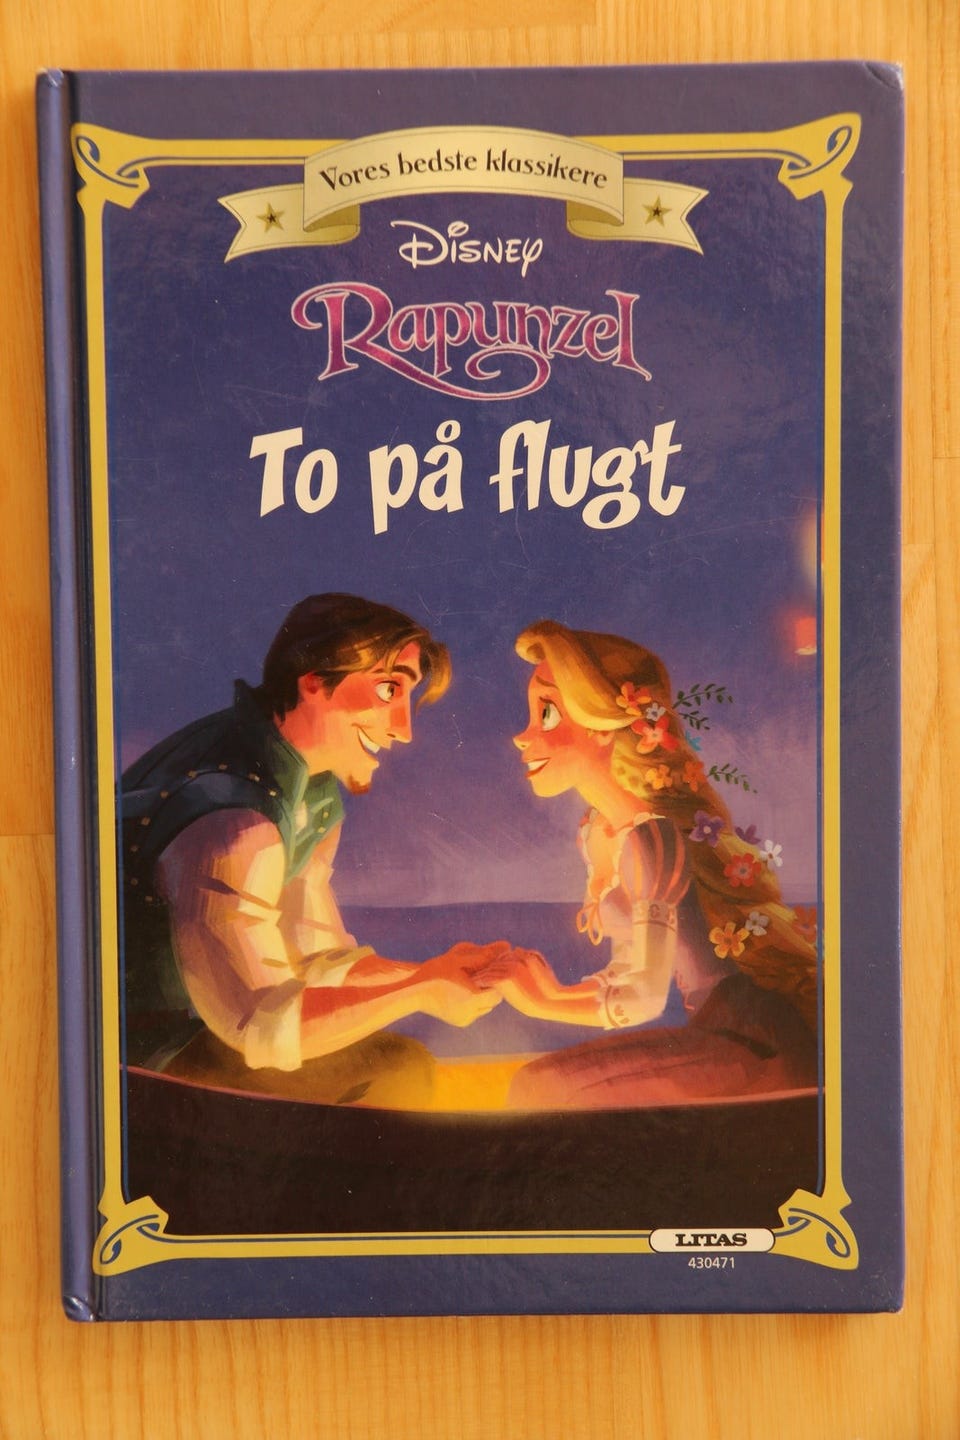 Vores bedste klassikere
Disney
Rapunzel
To på flugt
LITAS
430471